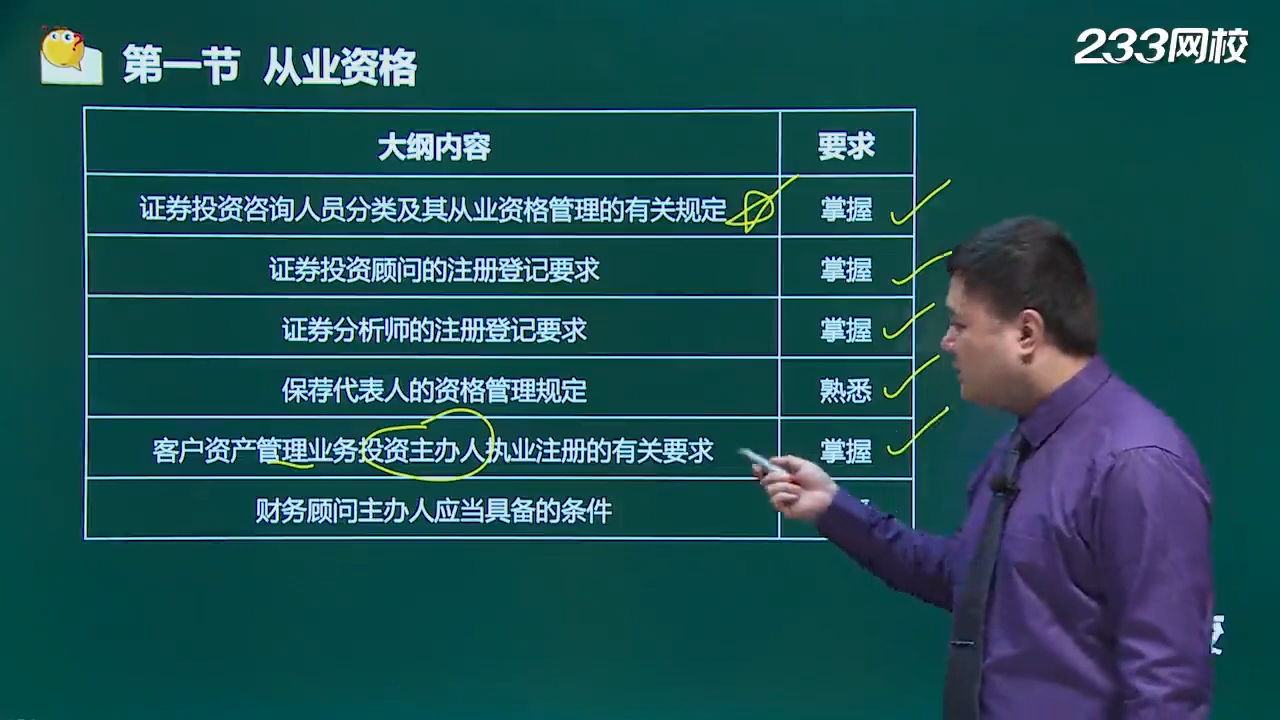 233网校
第一节 从业资格
大纲内容 要求
证券投资咨询人员分类及其从业资格管理的有关规定 掌握
证券投资顾问的注册登记要求 掌握
证券分析师的注册登记要求 掌握
保荐代表人的资格管理规定 熟悉
客户资产管理业务投资主办人执业注册的有关要求 掌握
财务顾问主办人应当具备的条件